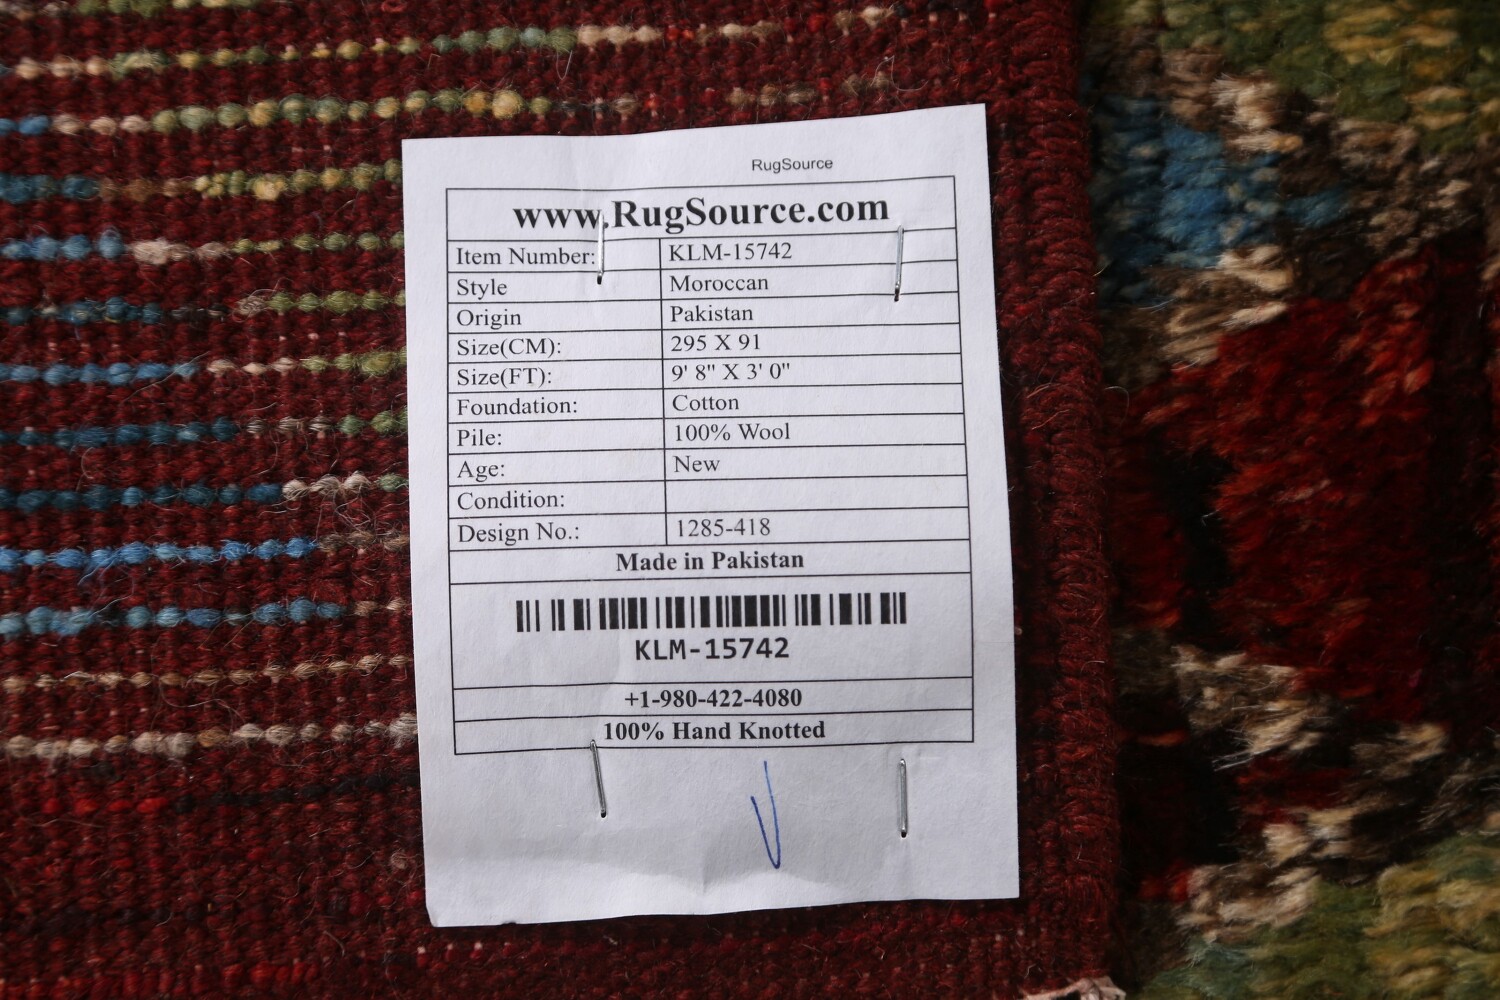 RugSource
www.RugSource.com
Item Number: KLM-15742
Style Moroccan
Origin Pakistan
Size(CM): 295 X 91
Size(FT): 9' 8" X 3' 0"
Foundation: Cotton
Pile: 100% Wool
Age: New
Condition:
Design No.: 1285-418
Made in Pakistan
KLM-15742
+1-980-422-4080
100% Hand Knotted